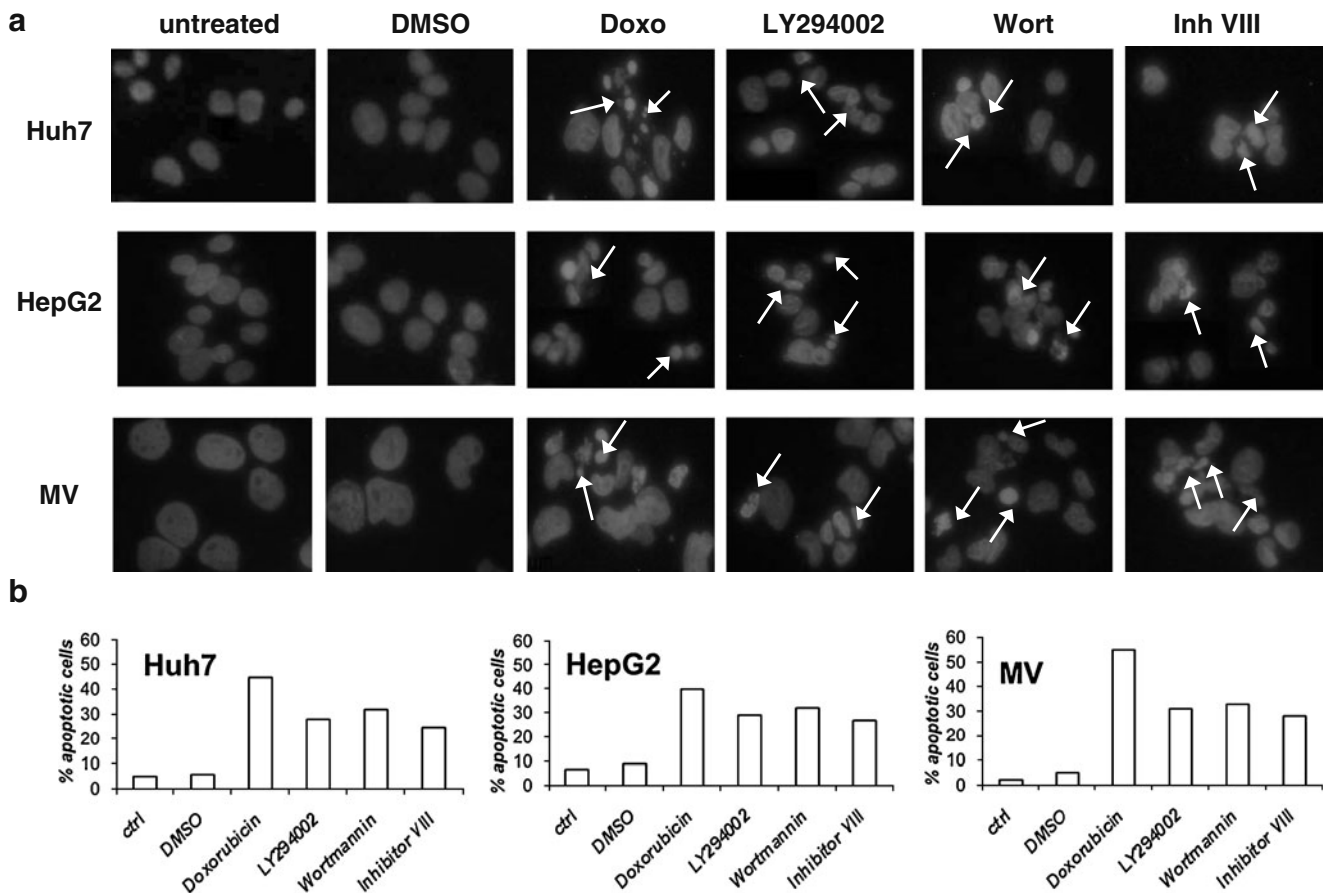 a
untreated DMSO Doxo LY294002 Wort Inh VIII
Huh7
HepG2
MV
b
% apoptotic cells
60
50
40
30
20
10
0
Huh7
ctrl
DMSO
Doxorubicin
LY294002
Wortmannin
Inhibitor VIII
% apoptotic cells
60
50
40
30
20
10
0
HepG2
ctrl
DMSO
Doxorubicin
LY294002
Wortmannin
Inhibitor VIII
% apoptotic cells
60
50
40
30
20
10
0
MV
ctrl
DMSO
Doxorubicin
LY294002
Wortmannin
Inhibitor VIII